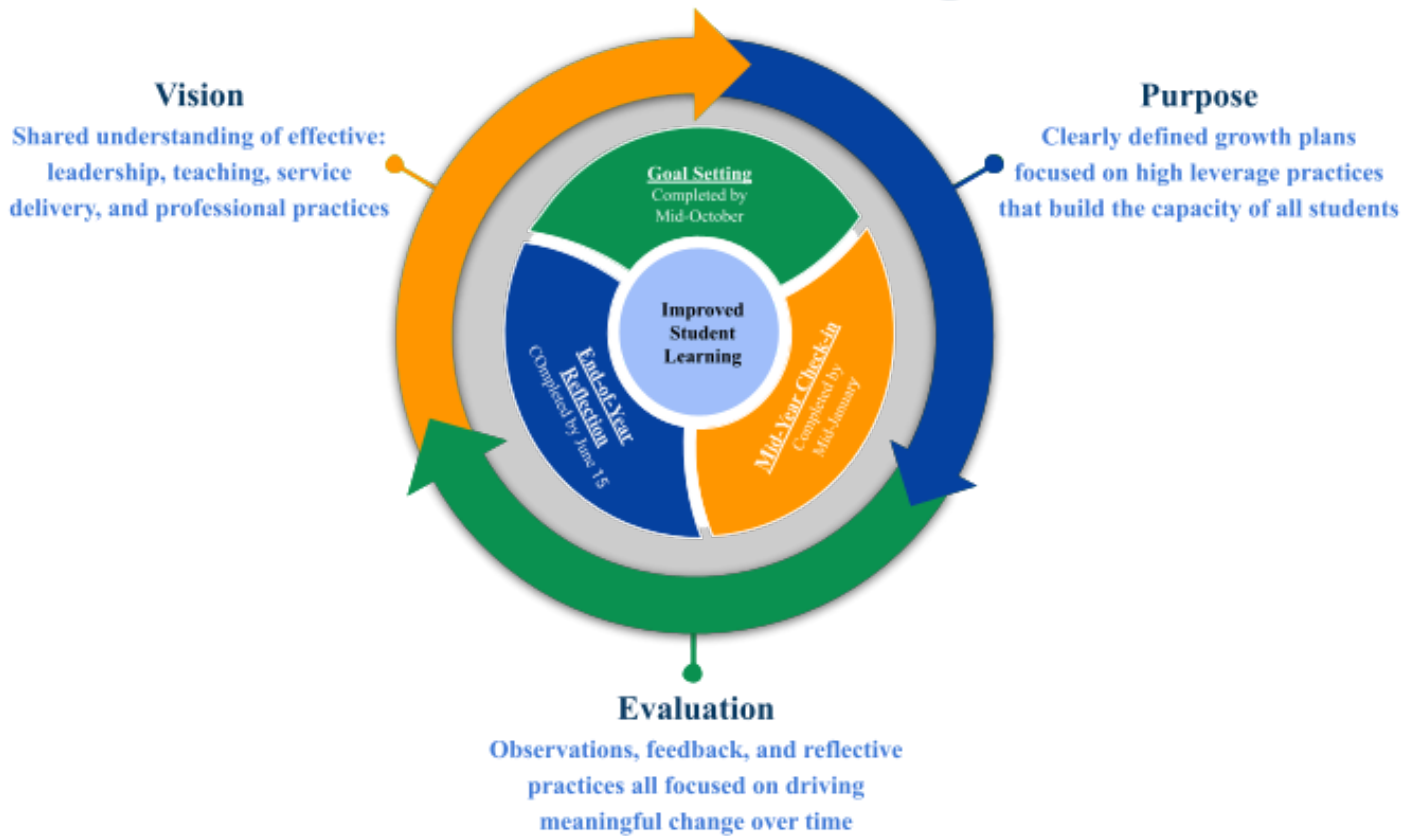 Vision
Shared understanding of effective:
leadership, teaching, service
delivery, and professional practices
Purpose
Clearly defined growth plans
focused on high leverage practices
that build the capacity of all students
Goal Setting
Completed by
Mid-October
Improved
Student
Learning
Mid-Year Check-in
Completed by
Mid-January
End-of-Year
Reflection
COmpleted by June 15
Evaluation
Observations, feedback, and reflective
practices all focused on driving
meaningful change over time